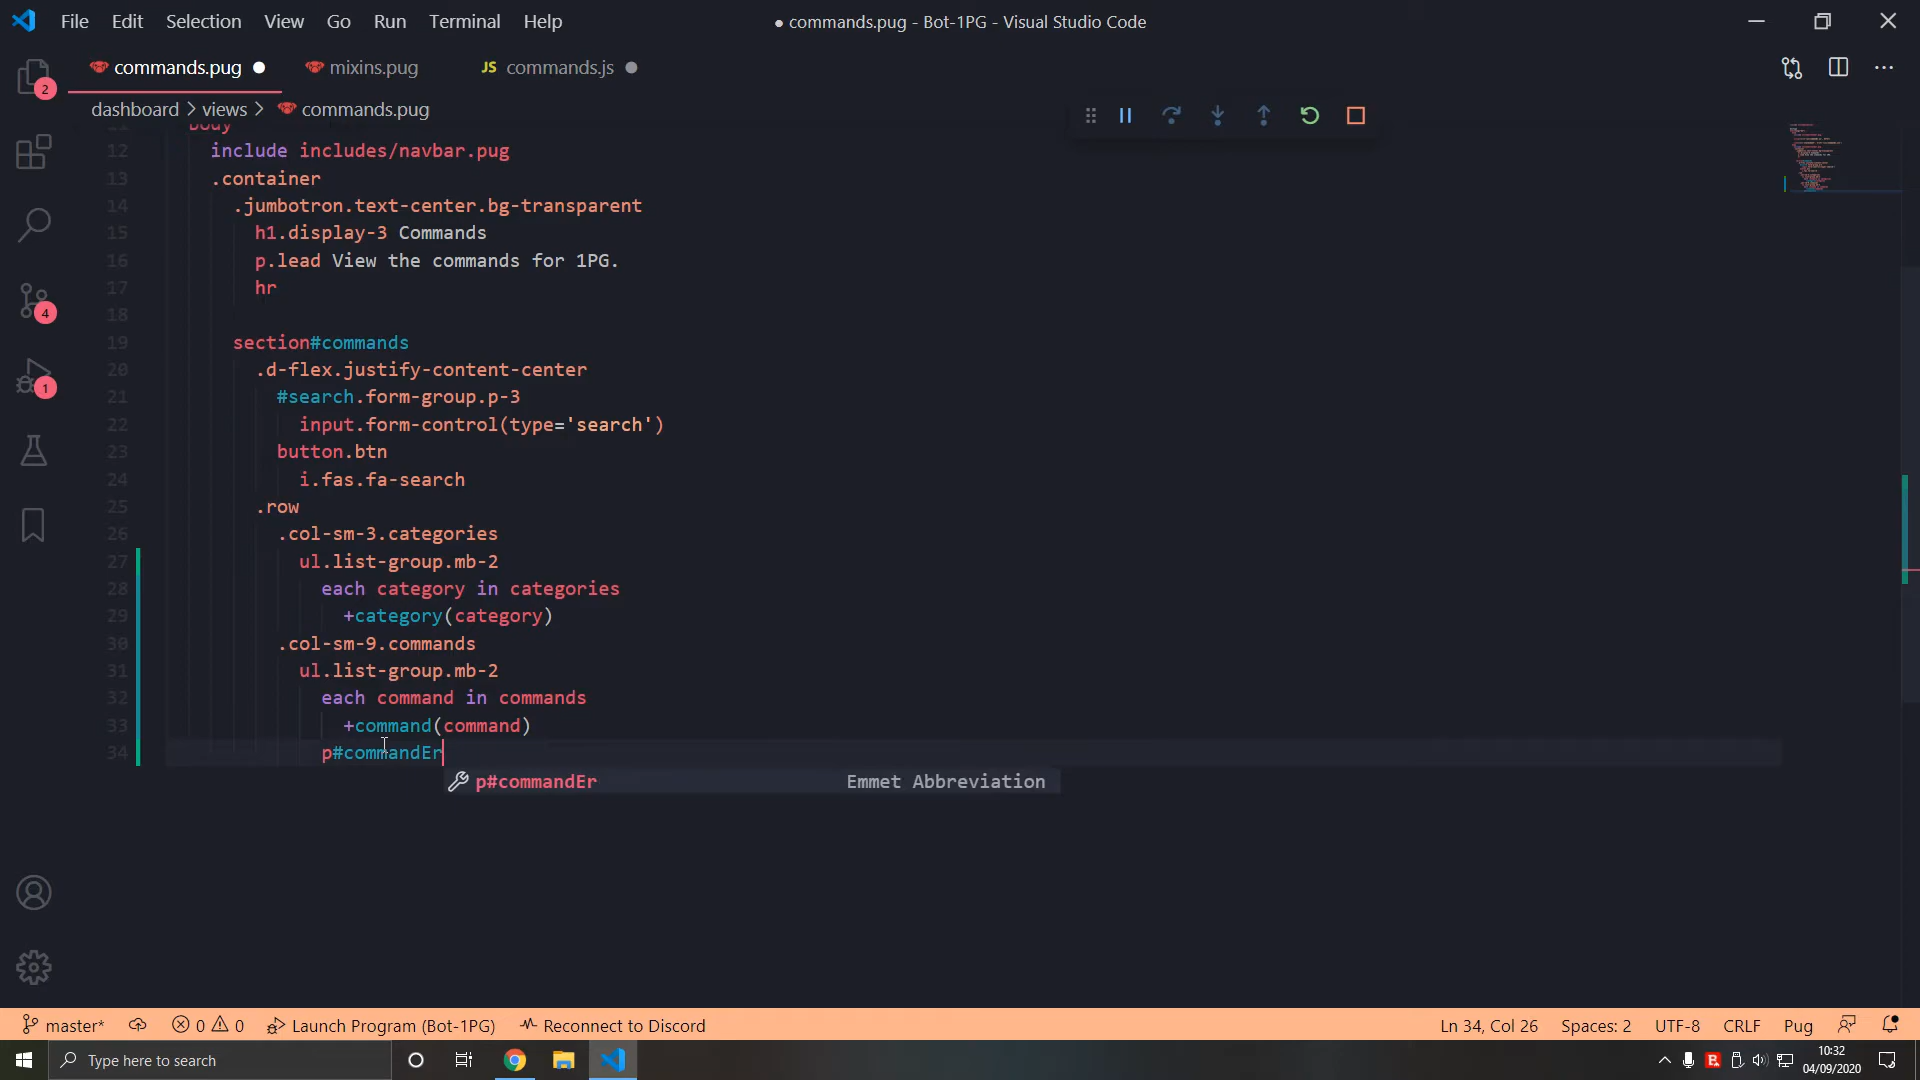 File Edit Selection View Go Run Terminal Help
● commands.pug - Bot-1PG - Visual Studio Code
commands.pug mixins.pug JS commands.js
dashboard > views > commands.pug
2
4
1
body
12 include includes/navbar.pug
13 .container
14 .jumbotron.text-center.bg-transparent
15 h1.display-3 Commands
16 p.lead View the commands for 1PG.
17 hr
18
19 section#commands
20 .d-flex.justify-content-center
21 #search.form-group.p-3
22 input.form-control(type='search')
23 button.btn
24 i.fas.fa-search
25 .row
26 .col-sm-3.categories
27 ul.list-group.mb-2
28 each category in categories
29 +category(category)
30 .col-sm-9.commands
31 ul.list-group.mb-2
32 each command in commands
33 +command(command)
34 p#commandEr
p#commandEr Emmet Abbreviation
master* 0 0 Launch Program (Bot-1PG) Reconnect to Discord Ln 34, Col 26 Spaces: 2 UTF-8 CRLF Pug
Type here to search
10:32
04/09/2020